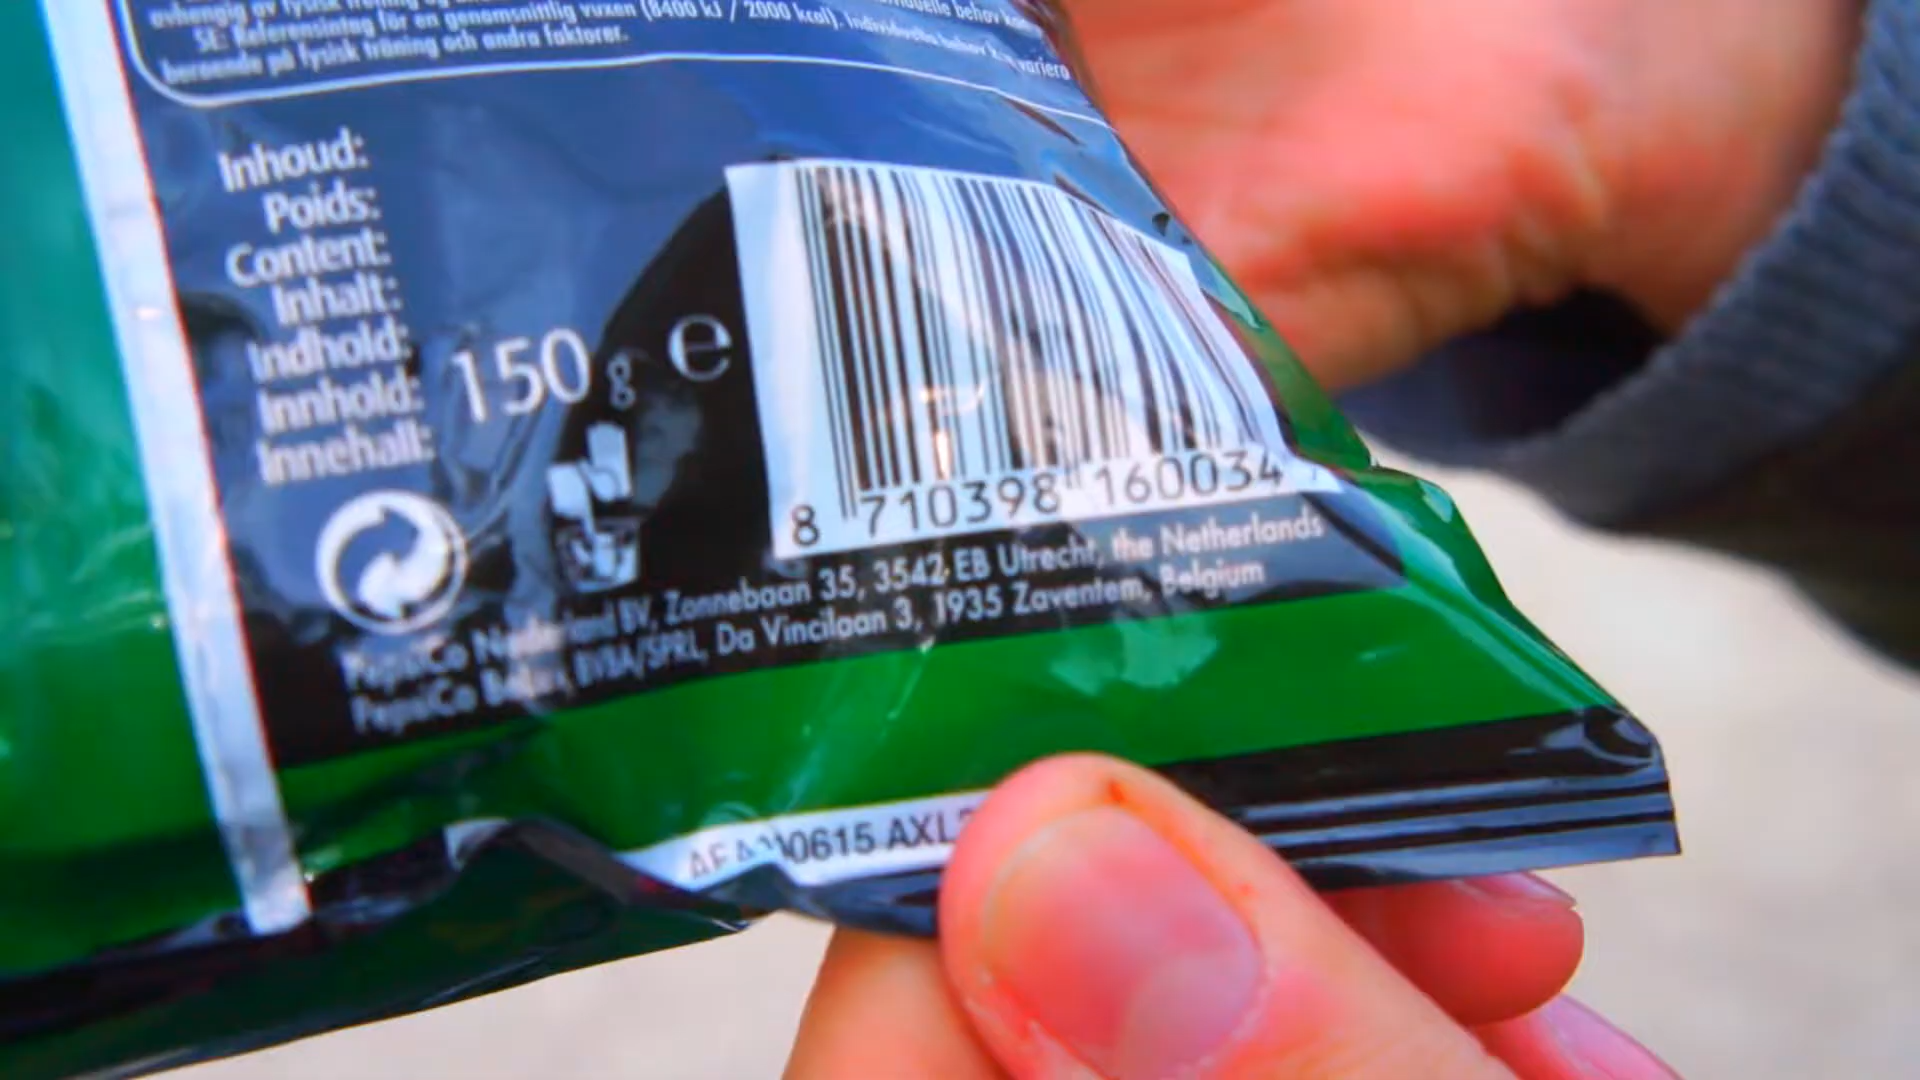 avhengig av fysisk trening og
SE: Referensintag för en genomsnittlig vuxen (8400 kJ / 2000 kcal). Individuella behov kan variera
beroende på fysisk träning och andra faktorer.
Inhoud:
Poids:
Content:
Inhalt:
Indhold:
Innhold:
Innehall:
150 g e
8 710398 160034
PepsiCo Nederland BV, Zonnebaan 35, 3542 EB Utrecht, the Netherlands
PepsiCo BVBA/SPRL, Da Vincilaan 3, 1935 Zaventem, Belgium
0615 AXL